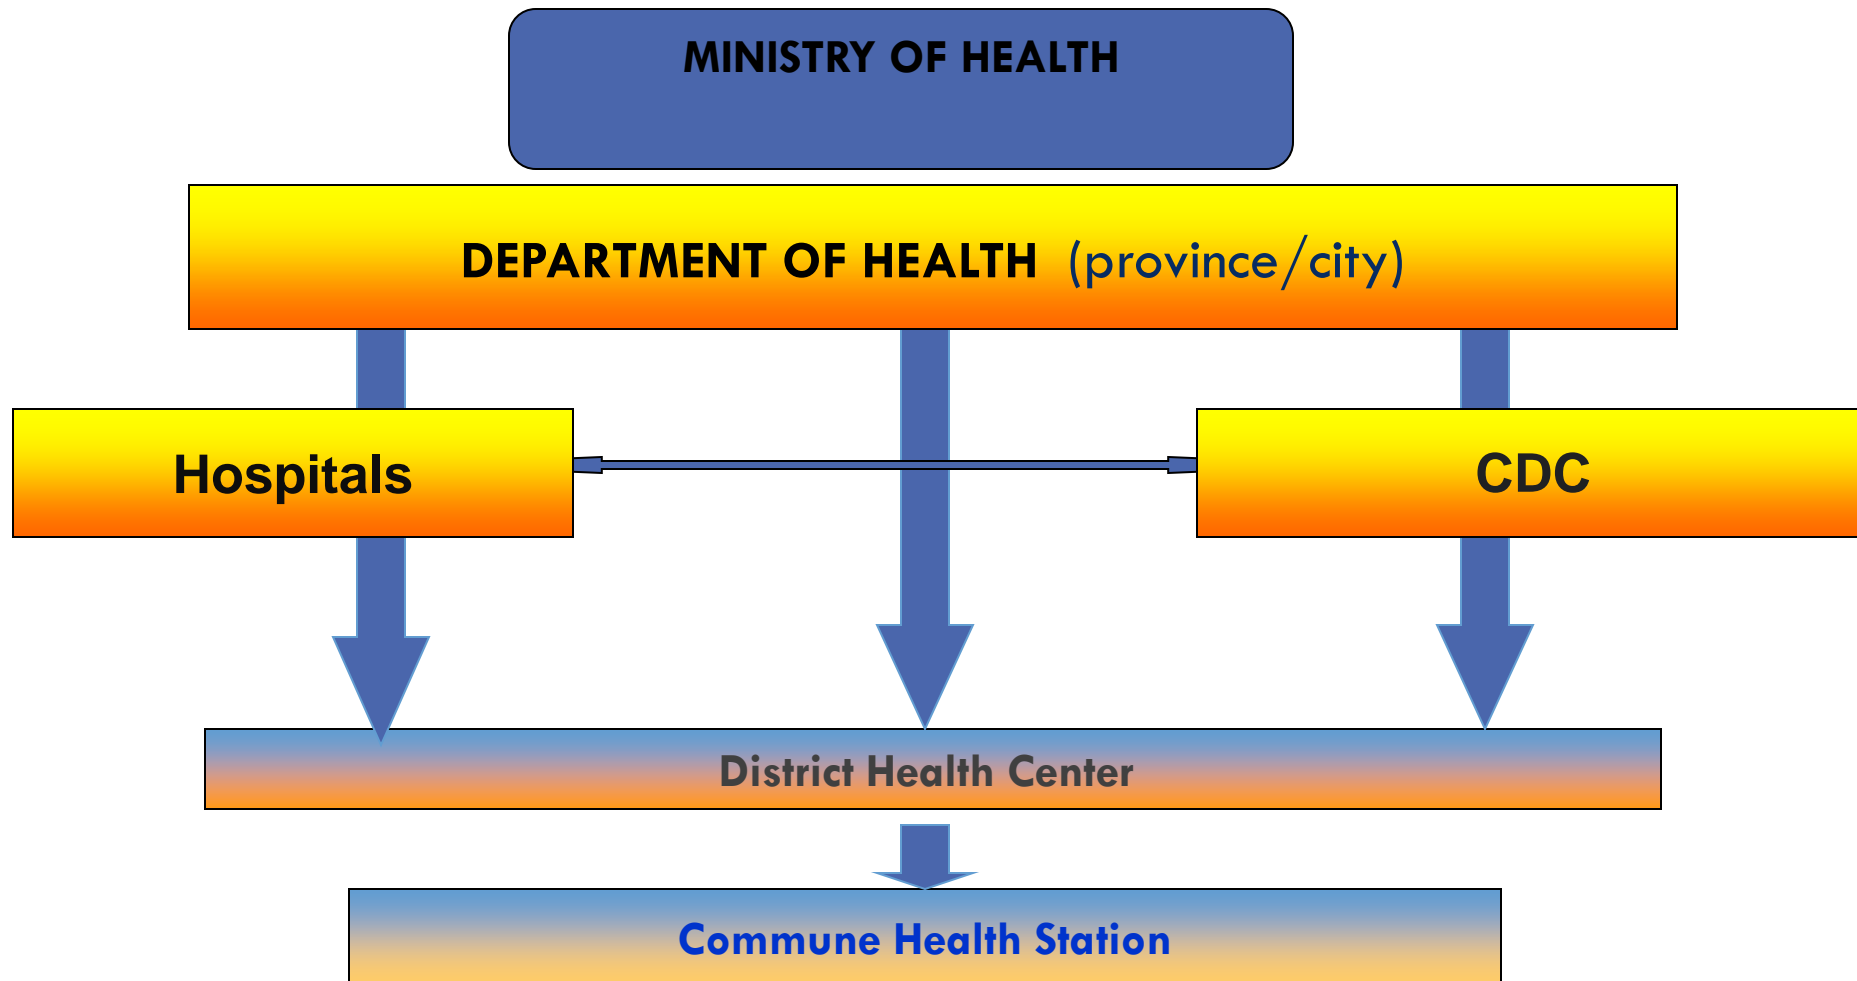 MINISTRY OF HEALTH
DEPARTMENT OF HEALTH (province/city)
Hospitals
CDC
District Health Center
Commune Health Station